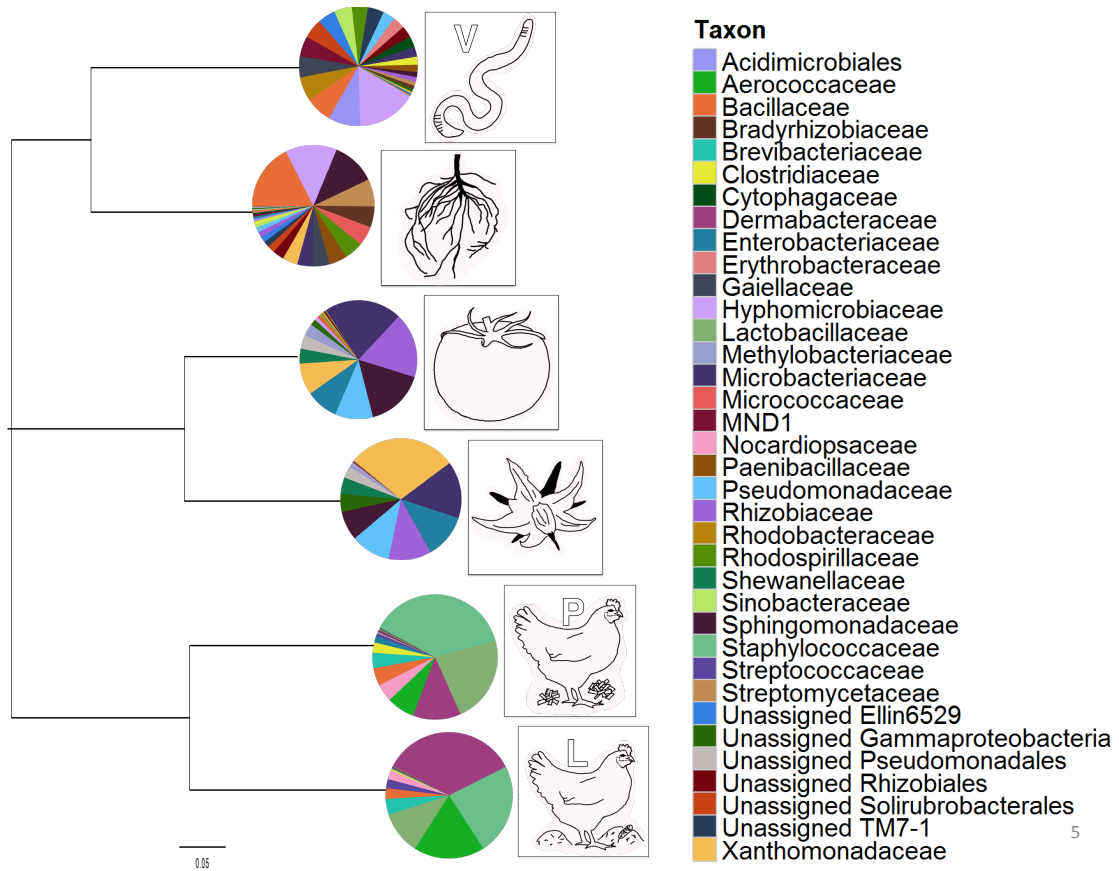 V
P
L
0.05
Taxon
Acidimicrobiales
Aerococcaceae
Bacillaceae
Bradyrhizobiaceae
Brevibacteriaceae
Clostridiaceae
Cytophagaceae
Dermabacteraceae
Enterobacteriaceae
Erythrobacteraceae
Gaiellaceae
Hyphomicrobiaceae
Lactobacillaceae
Methylobacteriaceae
Microbacteriaceae
Micrococcaceae
MND1
Nocardiopsaceae
Paenibacillaceae
Pseudomonadaceae
Rhizobiaceae
Rhodobacteraceae
Rhodospirillaceae
Shewanellaceae
Sinobacteraceae
Sphingomonadaceae
Staphylococcaceae
Streptococcaceae
Streptomycetaceae
Unassigned Ellin6529
Unassigned Gammaproteobacteria
Unassigned Pseudomonadales
Unassigned Rhizobiales
Unassigned Solirubrobacterales
Unassigned TM7-1
Xanthomonadaceae
5